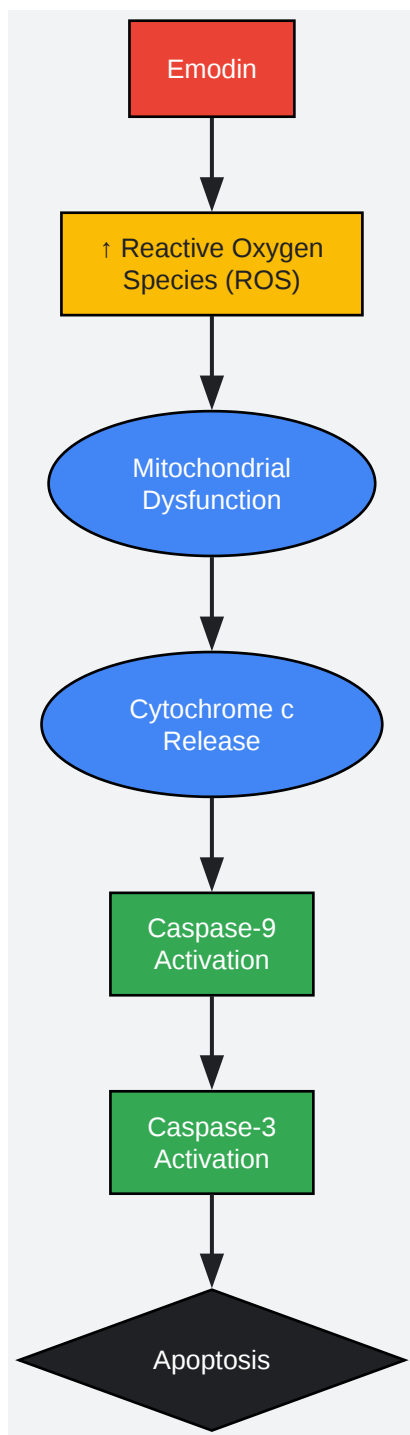 Emodin
↑ Reactive Oxygen
Species (ROS)
Mitochondrial
Dysfunction
Cytochrome c
Release
Caspase-9
Activation
Caspase-3
Activation
Apoptosis